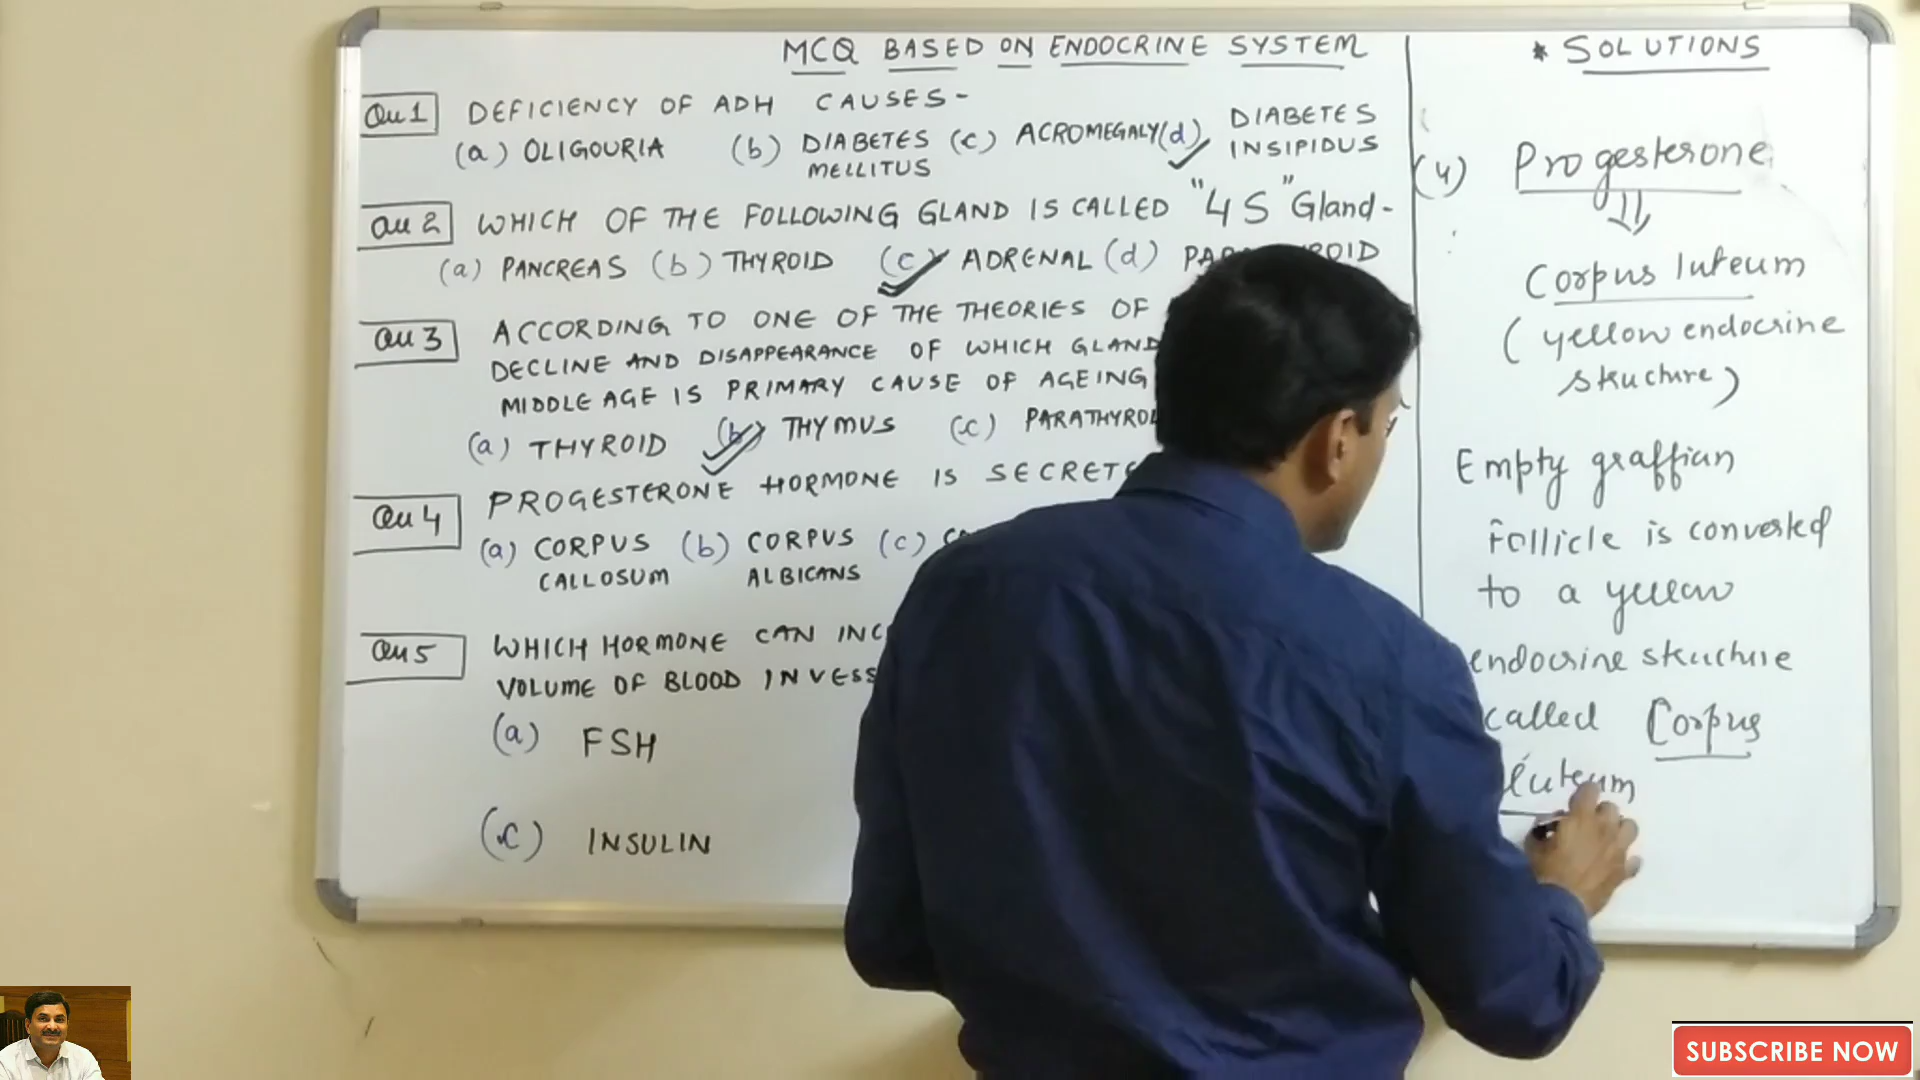 MCQ BASED ON ENDOCRINE SYSTEM
Qu 1 DEFICIENCY OF ADH CAUSES-
(a) OLIGOURIA (b) DIABETES MELLITUS (c) ACROMEGALY (d) DIABETES INSIPIDUS
Qu 2 WHICH OF THE FOLLOWING GLAND IS CALLED "4S" Gland-
(a) PANCREAS (b) THYROID (c) ADRENAL (d)
Qu 3 ACCORDING TO ONE OF THE THEORIES OF
DECLINE AND DISAPPEARANCE OF WHICH GLAND
MIDDLE AGE IS PRIMARY CAUSE OF AGEING
(a) THYROID (b) THYMUS (c)
Qu 4 PROGESTERONE HORMONE IS
(a) CORPUS CALLOSUM (b) CORPUS ALBICANS (c)
Qu 5 WHICH HORMONE CAN
VOLUME OF BLOOD IN
(a) FSH
(c) INSULIN
* SOLUTIONS
(4) Progesterone
Corpus luteum
(yellow endocrine
structure)
Empty graffian
follicle is converted
to a yellow
endocrine structure
called Corpus
luteum
SUBSCRIBE NOW